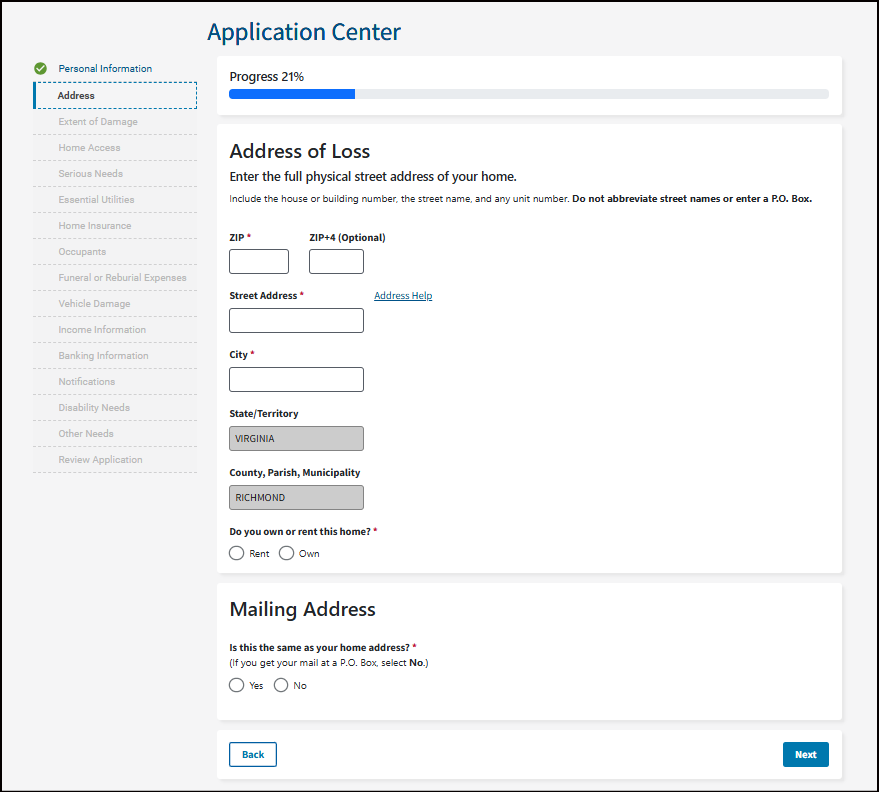 Application Center
Personal Information
Address
Extent of Damage
Home Access
Serious Needs
Essential Utilities
Home Insurance
Occupants
Funeral or Reburial Expenses
Vehicle Damage
Income Information
Banking Information
Notifications
Disability Needs
Other Needs
Review Application
Progress 21%
Address of Loss
Enter the full physical street address of your home.
Include the house or building number, the street name, and any unit number. Do not abbreviate street names or enter a P.O. Box.
ZIP * ZIP+4 (Optional)
Street Address * Address Help
City *
State/Territory
VIRGINIA
County, Parish, Municipality
RICHMOND
Do you own or rent this home? *
Rent Own
Mailing Address
Is this the same as your home address? *
(If you get your mail at a P.O. Box, select No.)
Yes No
Back Next